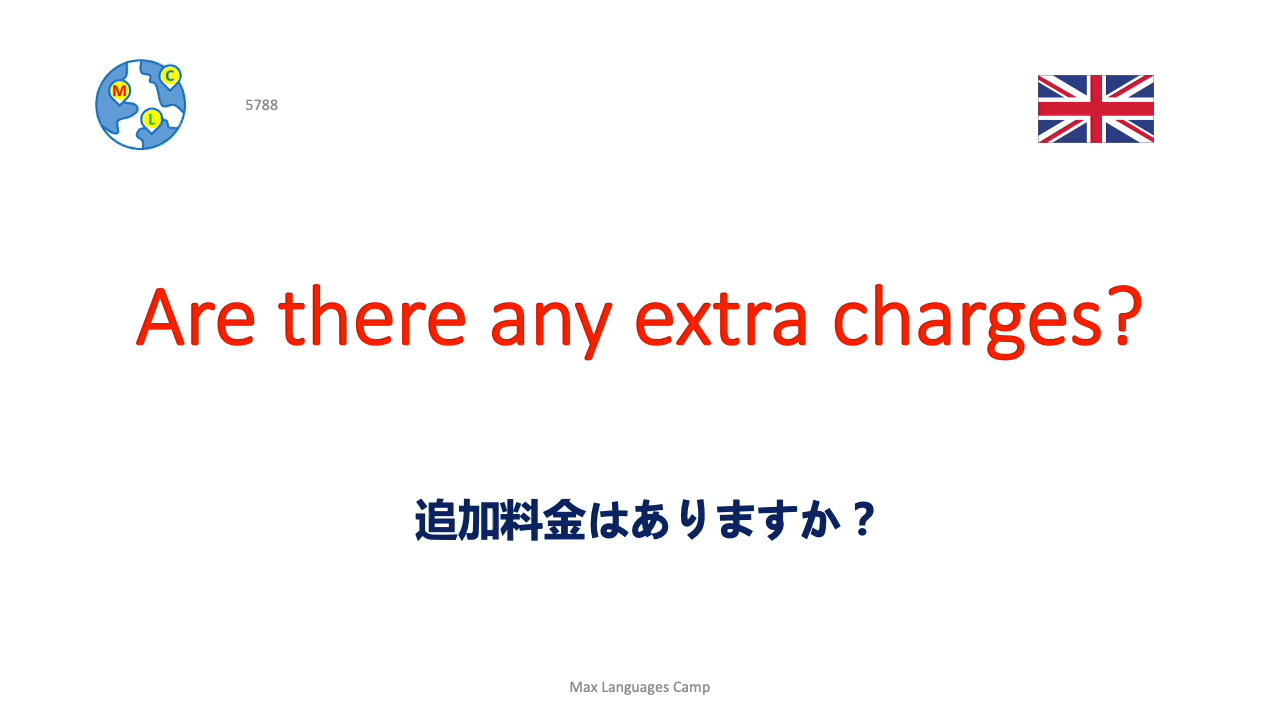 M
C
L
5788
Are there any extra charges?
追加料金はありますか？
Max Languages Camp